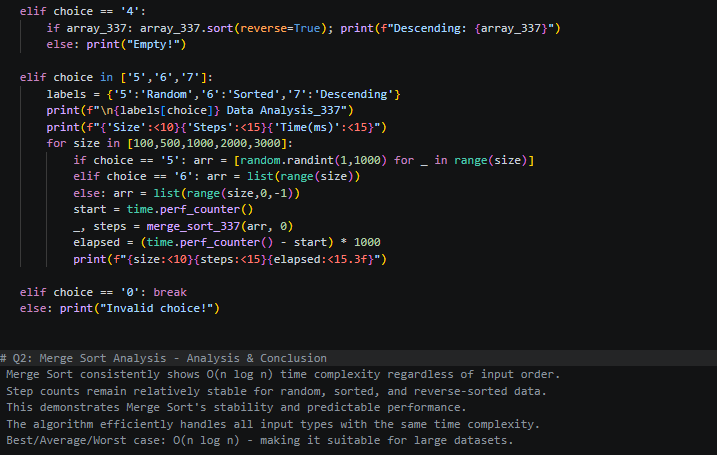 elif choice == '4':
if array_337: array_337.sort(reverse=True); print(f"Descending: {array_337}")
else: print("Empty!")
elif choice in ['5','6','7']:
labels = {'5':'Random','6':'Sorted','7':'Descending'}
print(f"\n{labels[choice]} Data Analysis_337")
print(f"{'Size':<10}{'Steps':<15}{'Time(ms)':<15}")
for size in [100,500,1000,2000,3000]:
if choice == '5': arr = [random.randint(1,1000) for _ in range(size)]
elif choice == '6': arr = list(range(size))
else: arr = list(range(size,0,-1))
start = time.perf_counter()
_, steps = merge_sort_337(arr, 0)
elapsed = (time.perf_counter() - start) * 1000
print(f"{size:<10}{steps:<15}{elapsed:<15.3f}")
elif choice == '0': break
else: print("Invalid choice!")
# Q2: Merge Sort Analysis - Analysis & Conclusion
Merge Sort consistently shows O(n log n) time complexity regardless of input order.
Step counts remain relatively stable for random, sorted, and reverse-sorted data.
This demonstrates Merge Sort's stability and predictable performance.
The algorithm efficiently handles all input types with the same time complexity.
Best/Average/Worst case: O(n log n) - making it suitable for large datasets.